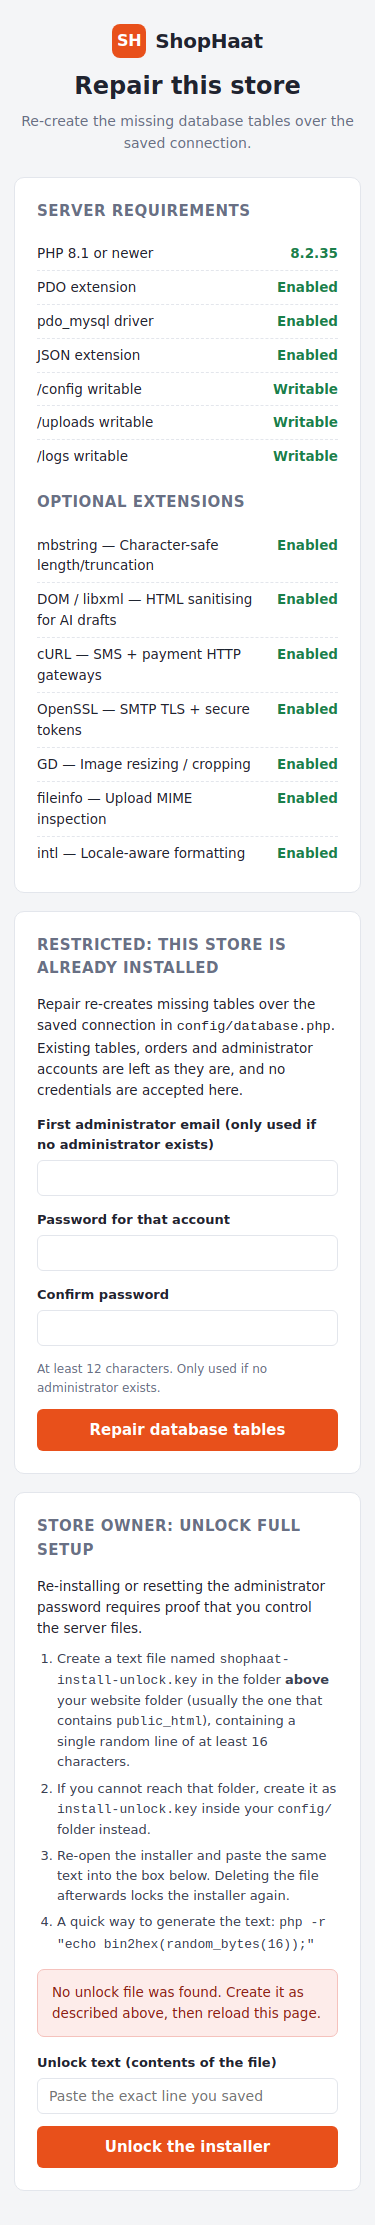 SH ShopHaat
Repair this store
Re-create the missing database tables over the
saved connection.
SERVER REQUIREMENTS
PHP 8.1 or newer 8.2.35
PDO extension Enabled
pdo_mysql driver Enabled
JSON extension Enabled
/config writable Writable
/uploads writable Writable
/logs writable Writable
OPTIONAL EXTENSIONS
mbstring — Character-safe Enabled
length/truncation
DOM / libxml — HTML sanitising Enabled
for AI drafts
cURL — SMS + payment HTTP Enabled
gateways
OpenSSL — SMTP TLS + secure Enabled
tokens
GD — Image resizing / cropping Enabled
fileinfo — Upload MIME Enabled
inspection
intl — Locale-aware formatting Enabled
RESTRICTED: THIS STORE IS
ALREADY INSTALLED
Repair re-creates missing tables over the
saved connection in config/database.php.
Existing tables, orders and administrator
accounts are left as they are, and no
credentials are accepted here.
First administrator email (only used if
no administrator exists)
Password for that account
Confirm password
At least 12 characters. Only used if no
administrator exists.
Repair database tables
STORE OWNER: UNLOCK FULL
SETUP
Re-installing or resetting the administrator
password requires proof that you control
the server files.
1. Create a text file named shophaat-
install-unlock.key in the folder above
your website folder (usually the one that
contains public_html), containing a
single random line of at least 16
characters.
2. If you cannot reach that folder, create it as
install-unlock.key inside your config/
folder instead.
3. Re-open the installer and paste the same
text into the box below. Deleting the file
afterwards locks the installer again.
4. A quick way to generate the text: php -r
"echo bin2hex(random_bytes(16));"
No unlock file was found. Create it as
described above, then reload this page.
Unlock text (contents of the file)
Paste the exact line you saved
Unlock the installer